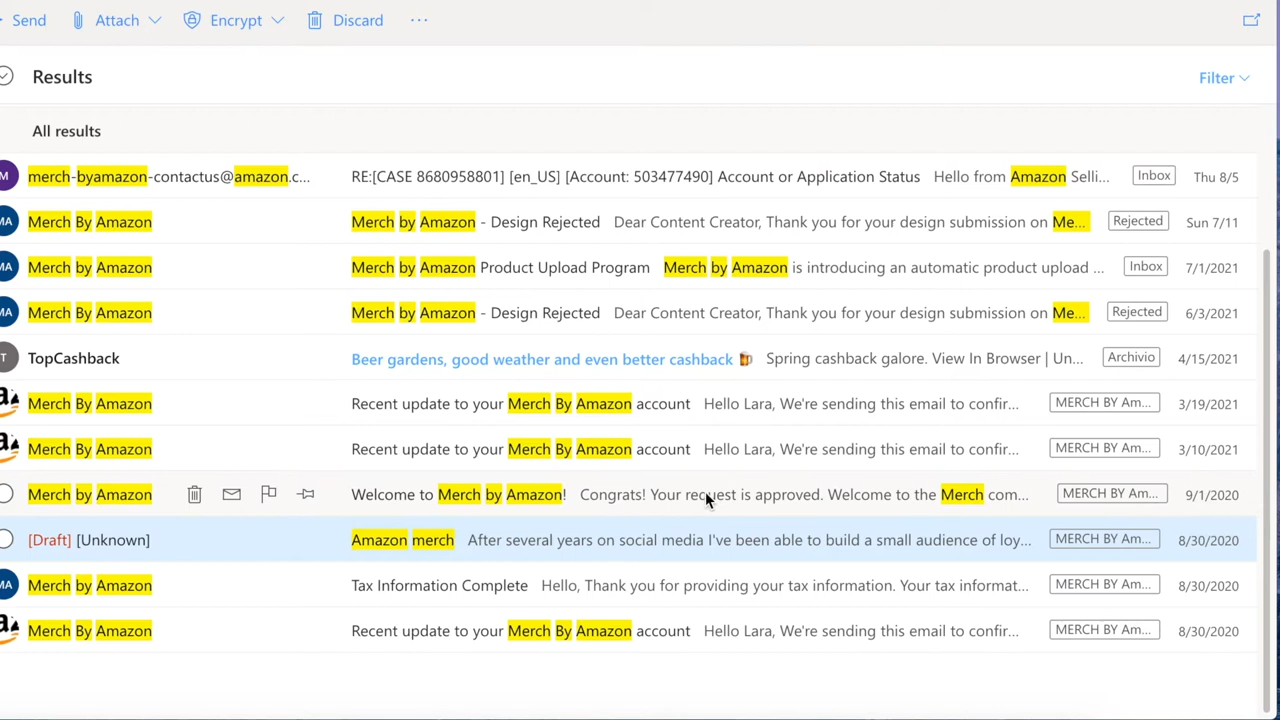 Send Attach Encrypt Discard ...
Results Filter
All results
M merch-byamazon-contactus@amazon.c... RE:[CASE 8680958801] [en_US] [Account: 503477490] Account or Application Status Hello from Amazon Selli... Inbox Thu 8/5
MA Merch By Amazon Merch by Amazon - Design Rejected Dear Content Creator, Thank you for your design submission on Me... Rejected Sun 7/11
MA Merch By Amazon Merch by Amazon Product Upload Program Merch by Amazon is introducing an automatic product upload ... Inbox 7/1/2021
MA Merch By Amazon Merch by Amazon - Design Rejected Dear Content Creator, Thank you for your design submission on Me... Rejected 6/3/2021
T TopCashback Beer gardens, good weather and even better cashback 🍻 Spring cashback galore. View In Browser | Un... Archivio 4/15/2021
a Merch By Amazon Recent update to your Merch By Amazon account Hello Lara, We're sending this email to confir... MERCH BY Am... 3/19/2021
a Merch By Amazon Recent update to your Merch By Amazon account Hello Lara, We're sending this email to confir... MERCH BY Am... 3/10/2021
Merch by Amazon Welcome to Merch by Amazon! Congrats! Your request is approved. Welcome to the Merch com... MERCH BY Am... 9/1/2020
[Draft] [Unknown] Amazon merch After several years on social media I've been able to build a small audience of loy... MERCH BY Am... 8/30/2020
MA Merch By Amazon Tax Information Complete Hello, Thank you for providing your tax information. Your tax informat... MERCH BY Am... 8/30/2020
a Merch By Amazon Recent update to your Merch By Amazon account Hello Lara, We're sending this email to confir... MERCH BY Am... 8/30/2020